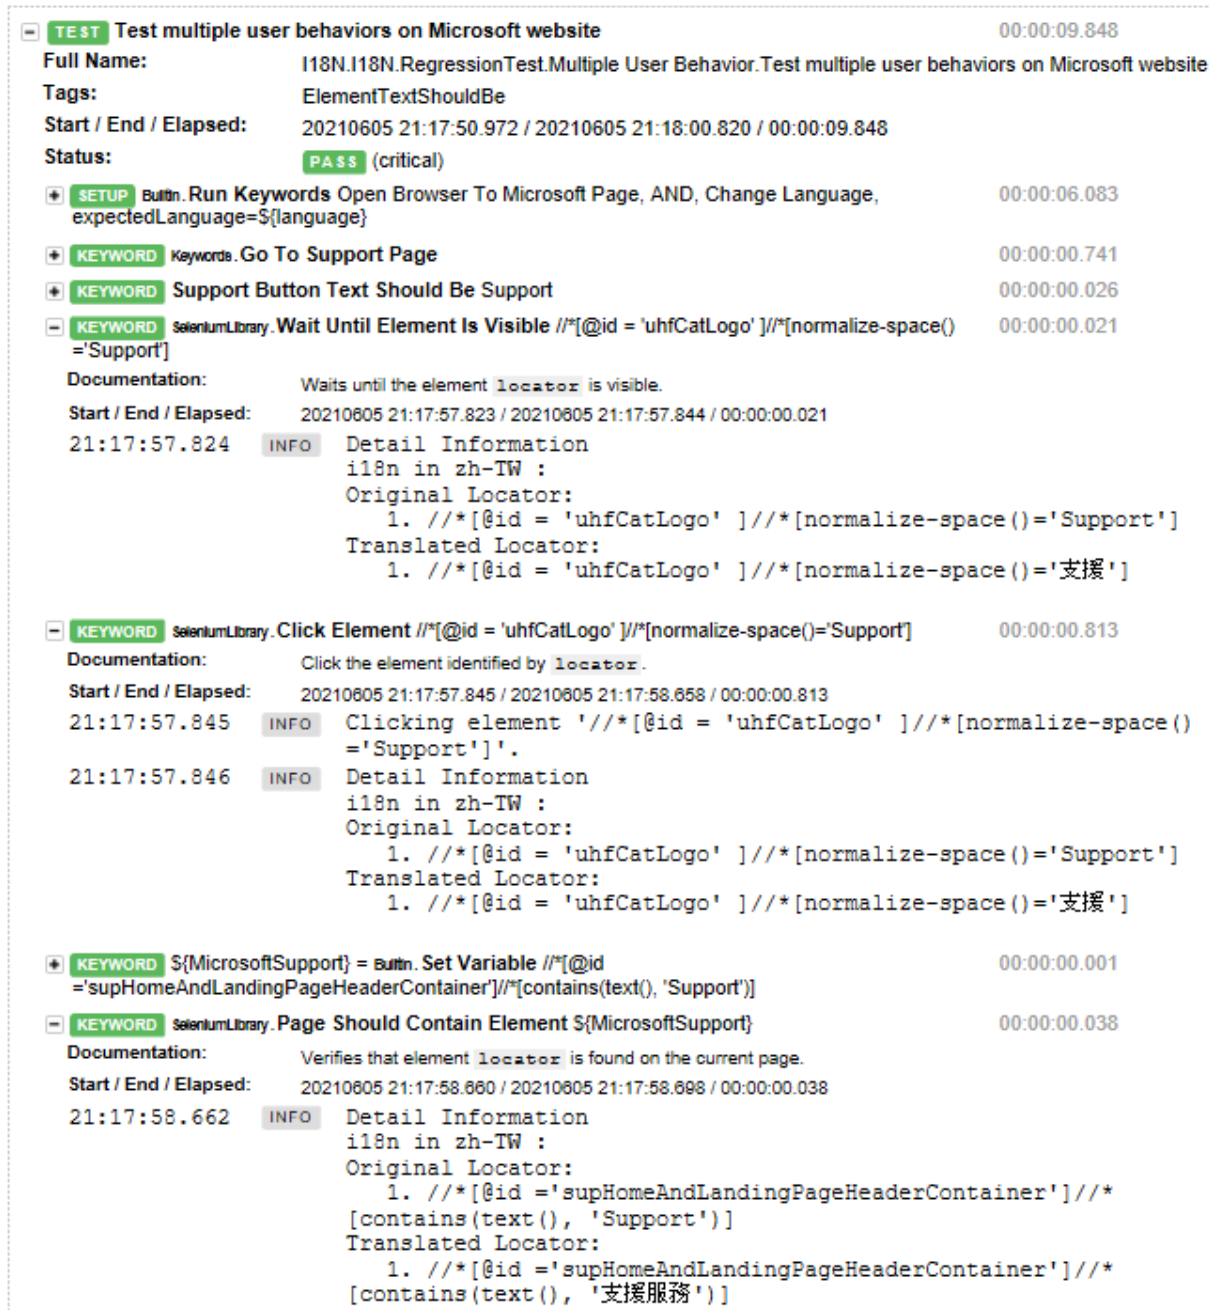 TEST Test multiple user behaviors on Microsoft website 00:00:09.848
Full Name: I18N.I18N.RegressionTest.Multiple User Behavior.Test multiple user behaviors on Microsoft website
Tags: ElementTextShouldBe
Start / End / Elapsed: 20210605 21:17:50.972 / 20210605 21:18:00.820 / 00:00:09.848
Status: PASS (critical)
SETUP BuiltIn.Run Keywords Open Browser To Microsoft Page, AND, Change Language, 00:00:06.083
expectedLanguage=${language}
KEYWORD Keywords.Go To Support Page 00:00:00.741
KEYWORD Support Button Text Should Be Support 00:00:00.026
KEYWORD SeleniumLibrary.Wait Until Element Is Visible //*[@id = 'uhfCatLogo' ]//*[normalize-space() 00:00:00.021
='Support']
Documentation: Waits until the element locator is visible.
Start / End / Elapsed: 20210605 21:17:57.823 / 20210605 21:17:57.844 / 00:00:00.021
21:17:57.824 INFO Detail Information
i18n in zh-TW :
Original Locator:
1. //*[@id = 'uhfCatLogo' ]//*[normalize-space()='Support']
Translated Locator:
1. //*[@id = 'uhfCatLogo' ]//*[normalize-space()='支援']
KEYWORD SeleniumLibrary.Click Element //*[@id = 'uhfCatLogo' ]//*[normalize-space()='Support'] 00:00:00.813
Documentation: Click the element identified by locator.
Start / End / Elapsed: 20210605 21:17:57.845 / 20210605 21:17:58.658 / 00:00:00.813
21:17:57.845 INFO Clicking element '//*[@id = 'uhfCatLogo' ]//*[normalize-space()
='Support']'.
21:17:57.846 INFO Detail Information
i18n in zh-TW :
Original Locator:
1. //*[@id = 'uhfCatLogo' ]//*[normalize-space()='Support']
Translated Locator:
1. //*[@id = 'uhfCatLogo' ]//*[normalize-space()='支援']
KEYWORD ${MicrosoftSupport} = BuiltIn.Set Variable //*[@id 00:00:00.001
='supHomeAndLandingPageHeaderContainer']//*[contains(text(), 'Support')]
KEYWORD SeleniumLibrary.Page Should Contain Element ${MicrosoftSupport} 00:00:00.038
Documentation: Verifies that element locator is found on the current page.
Start / End / Elapsed: 20210605 21:17:58.660 / 20210605 21:17:58.698 / 00:00:00.038
21:17:58.662 INFO Detail Information
i18n in zh-TW :
Original Locator:
1. //*[@id ='supHomeAndLandingPageHeaderContainer']//*
[contains(text(), 'Support')]
Translated Locator:
1. //*[@id ='supHomeAndLandingPageHeaderContainer']//*
[contains(text(), '支援服務')]